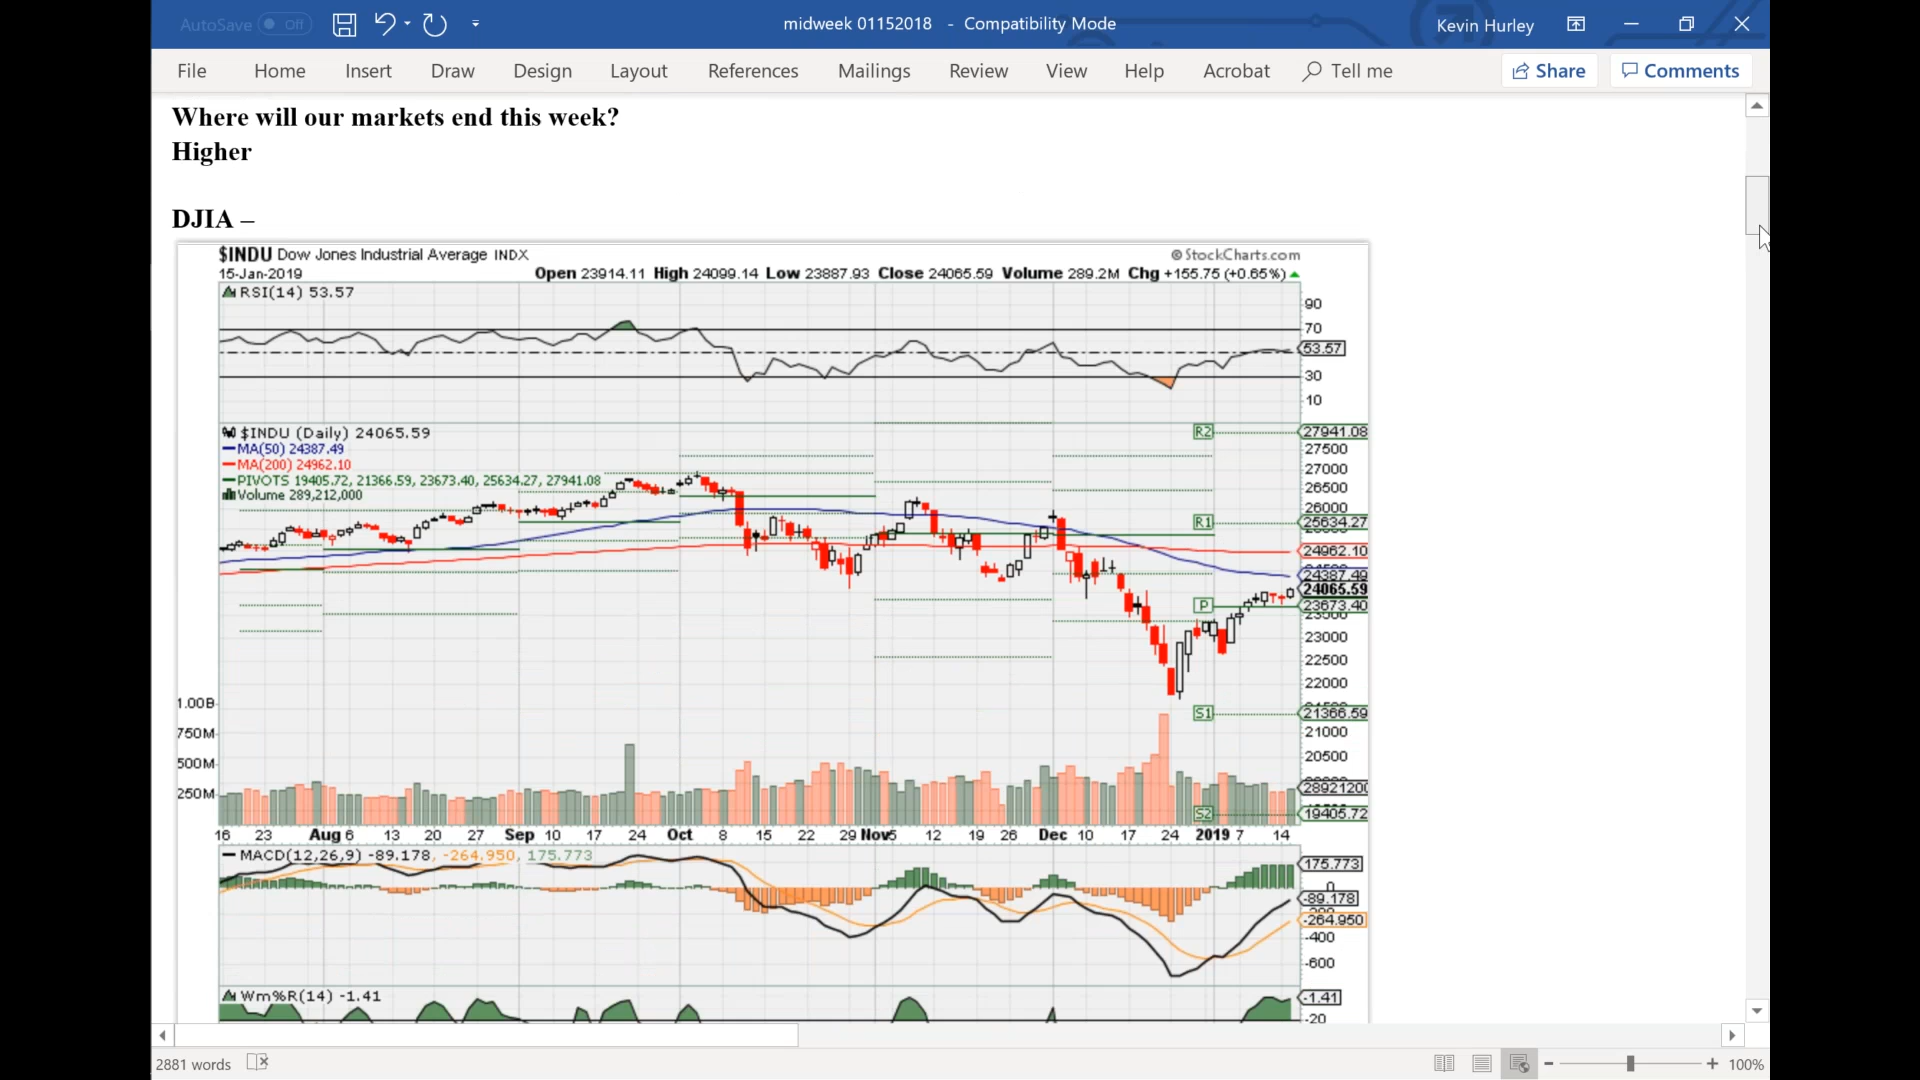 AutoSave Off
midweek 01152018 - Compatibility Mode
Kevin Hurley
File Home Insert Draw Design Layout References Mailings Review View Help Acrobat Tell me
Share Comments
Where will our markets end this week?
Higher
DJIA –
$INDU Dow Jones Industrial Average INDX
© StockCharts.com
15-Jan-2019
Open 23914.11 High 24099.14 Low 23887.93 Close 24065.59 Volume 289.2M Chg +155.75 (+0.65%)
RSI(14) 53.57
90
70
53.57
30
10
$INDU (Daily) 24065.59
MA(50) 24387.49
MA(200) 24962.10
PIVOTS 19405.72, 21366.59, 23673.40, 25634.27, 27941.08
Volume 289,212,000
R2 27941.08
27500
27000
26500
26000
R1 25634.27
24962.10
24387.49
24065.59
P 23673.40
23000
22500
22000
S1 21366.59
21000
20500
28921200
S2 19405.72
1.00B
750M
500M
250M
16 23 Aug 6 13 20 27 Sep 10 17 24 Oct 8 15 22 29 Nov 5 12 19 26 Dec 10 17 24 2019 7 14
MACD(12,26,9) -89.178, -264.950, 175.773
175.773
0
-89.178
-264.950
-400
-600
Wm%R(14) -1.41
-1.41
-20
2881 words
100%